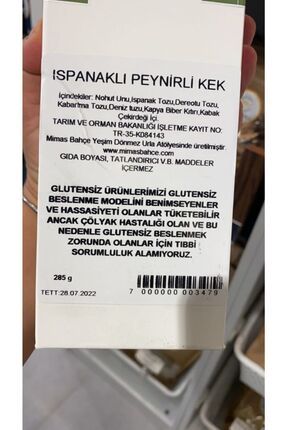 ISPANAKLI PEYNİRLİ KEK
İçindekiler: Nohut Unu,Ispanak Tozu,Dereotu Tozu,
Kabartma Tozu,Deniz tuzu,Kapya Biber Kıtırı,Kabak
Çekirdeği İçi.
TARIM VE ORMAN BAKANLIĞI İŞLETME KAYIT NO:
TR-35-K084143
Mimas Bahçe Yeşim Dönmez Urla Atölyesinde üretilmiştir.
www.mimasbahce.com
GIDA BOYASI, TATLANDIRICI V.B. MADDELER
İÇERMEZ
GLUTENSİZ ÜRÜNLERİMİZİ GLUTENSİZ
BESLENME MODELİNİ BENİMSEYENLER
VE HASSASİYETİ OLANLAR TÜKETEBİLİR
ANCAK ÇÖLYAK HASTALIĞI OLAN VE BU
NEDENLE GLUTENSİZ BESLENMEK
ZORUNDA OLANLAR İÇİN TIBBİ
SORUMLULUK ALAMIYORUZ.
285 g
7 000000 003479
TETT:28.07.2022